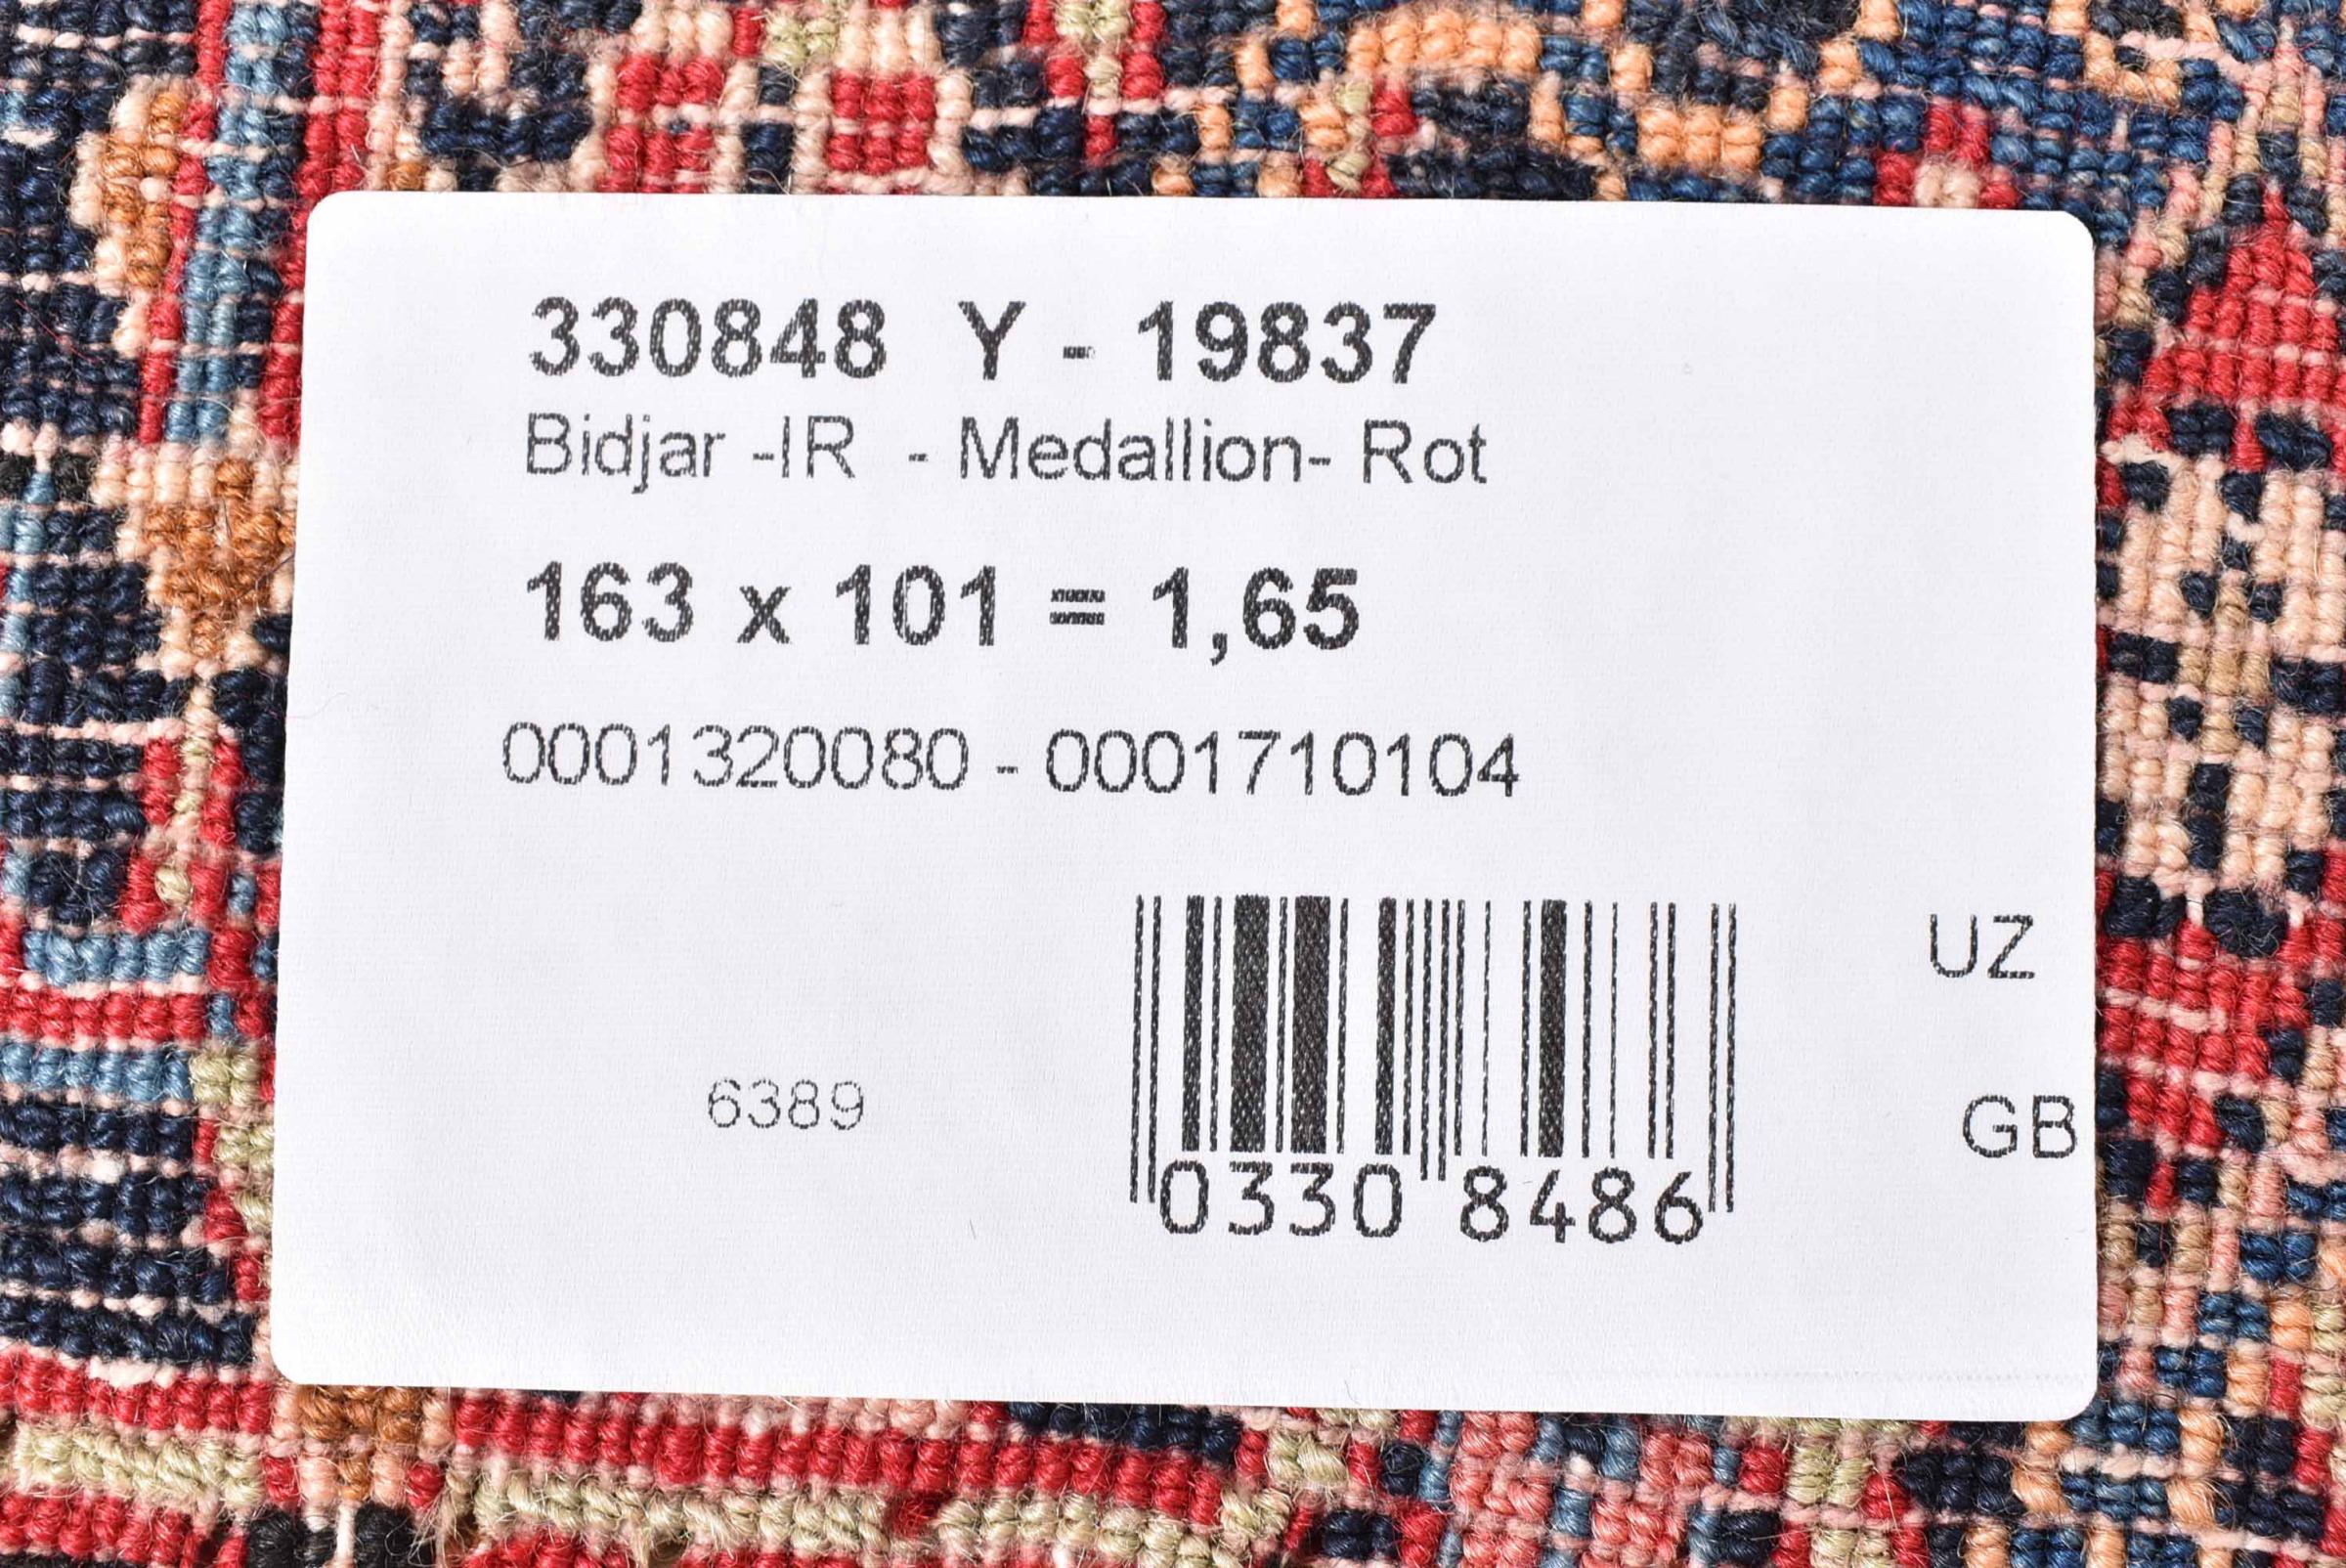 330848 Y - 19837
Bidjar -IR - Medallion- Rot
163 x 101 = 1,65
0001320080 - 0001710104
UZ
6389
GB
0330 8486